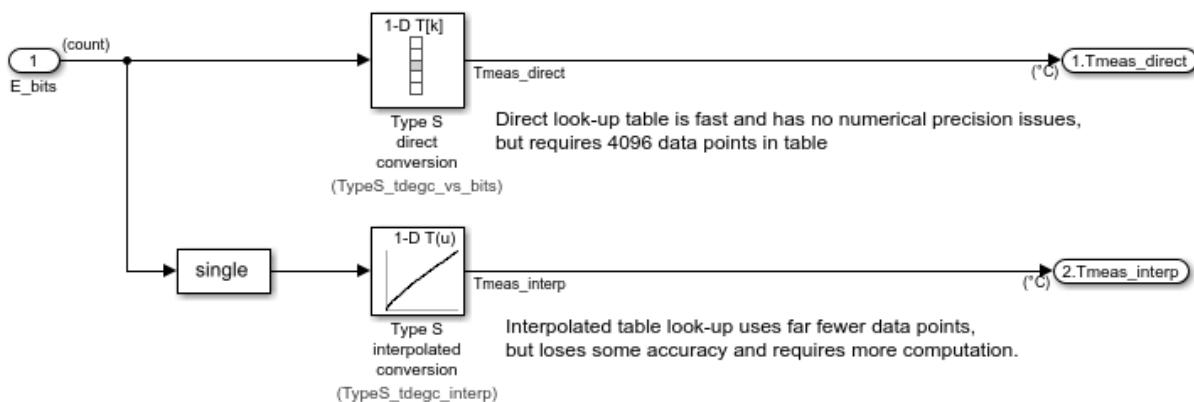 1-D T[k]
(count)
1
E_bits
Tmeas_direct
(°C)
1.Tmeas_direct
Type S
direct
conversion
(TypeS_tdegc_vs_bits)
Direct look-up table is fast and has no numerical precision issues,
but requires 4096 data points in table
1-D T(u)
single
Tmeas_interp
(°C)
2.Tmeas_interp
Type S
interpolated
conversion
(TypeS_tdegc_interp)
Interpolated table look-up uses far fewer data points,
but loses some accuracy and requires more computation.